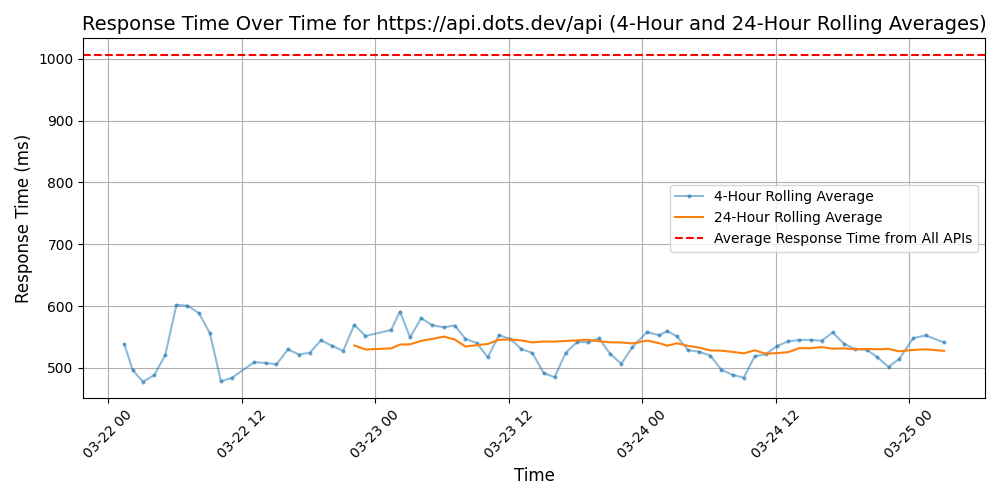 Response Time Over Time for https://api.dots.dev/api (4-Hour and 24-Hour Rolling Averages)
Response Time (ms)
1000
900
800
700
600
500
4-Hour Rolling Average
24-Hour Rolling Average
Average Response Time from All APIs
03-22 00
03-22 12
03-23 00
03-23 12
03-24 00
03-24 12
03-25 00
Time